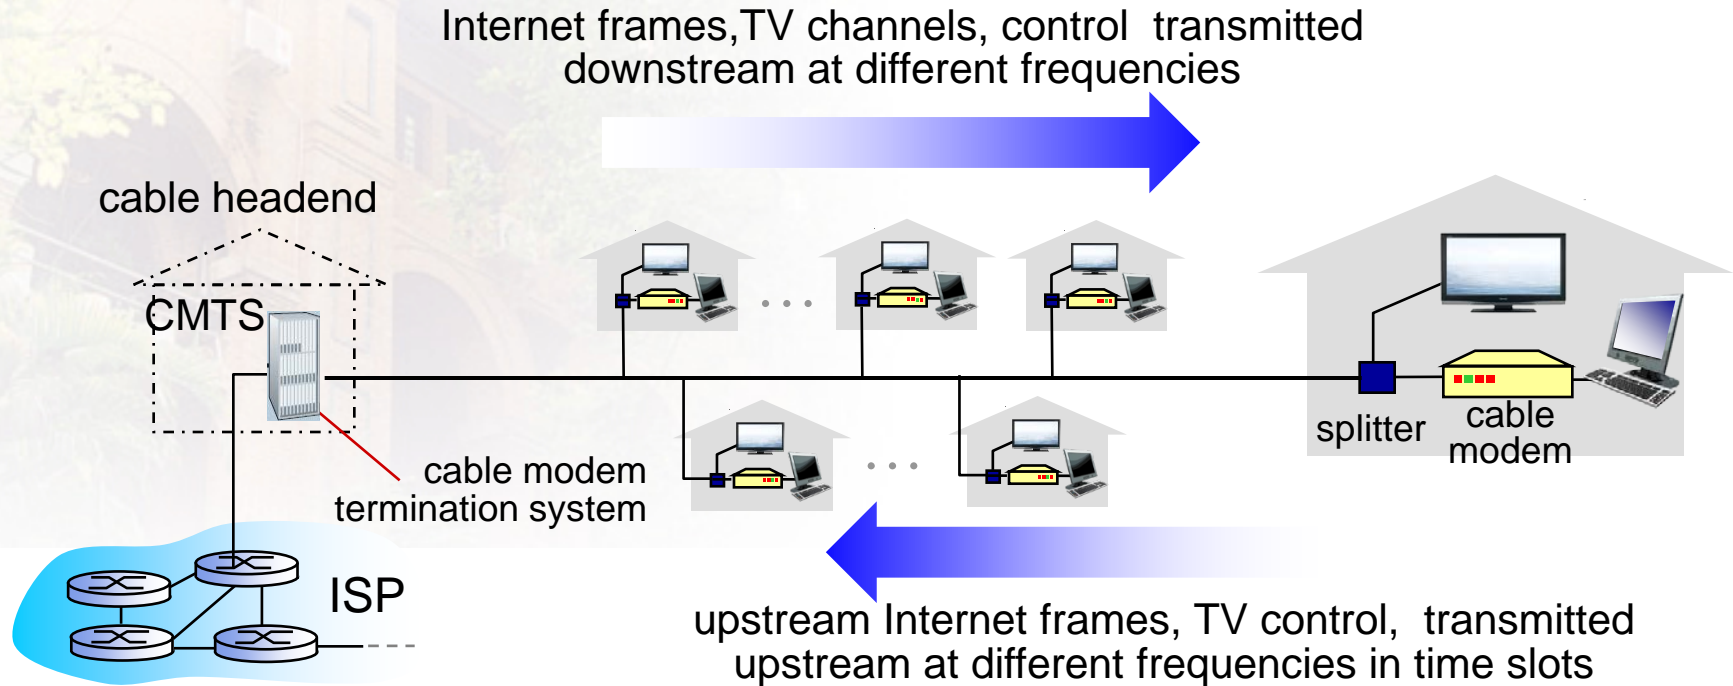 Internet frames,TV channels, control  transmitted
downstream at different frequencies
cable headend
CMTS
splitter
cable
modem
cable modem
termination system
ISP
upstream Internet frames, TV control,  transmitted
upstream at different frequencies in time slots